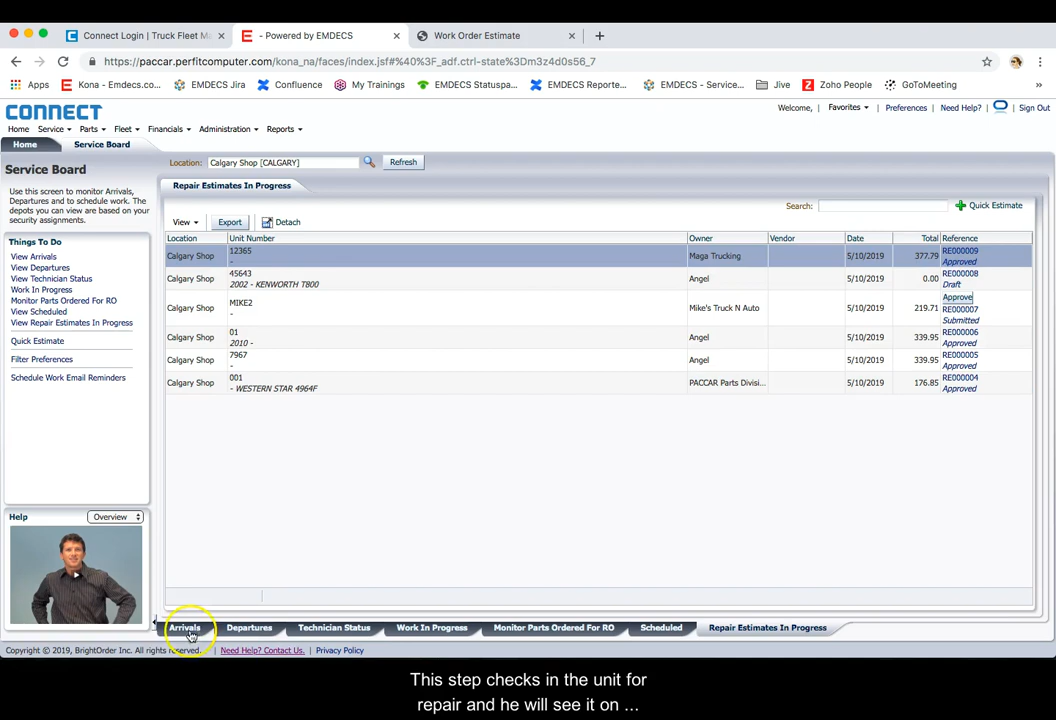 Connect Login | Truck Fleet M
- Powered by EMDECS
Work Order Estimate
https://paccar.perfitcomputer.com/kona_na/faces/index.jsf#%40%3F_adf.ctrl-state%3Dm3z4d0s56_7
Apps
Kona - Emdecs.co...
EMDECS Jira
Confluence
My Trainings
EMDECS Statuspa...
EMDECS Reporte...
EMDECS - Service...
Jive
Zoho People
GoToMeeting
»
CONNECT
Welcome,
Favorites
Preferences
Need Help?
Sign Out
Home Service Parts Fleet Financials Administration Reports
Home Service Board
Service Board
Use this screen to monitor Arrivals,
Departures and to schedule work. The
depots you can view are based on your
security assignments.
Things To Do
View Arrivals
View Departures
View Technician Status
Work In Progress
Monitor Parts Ordered For RO
View Scheduled
View Repair Estimates In Progress
Quick Estimate
Filter Preferences
Schedule Work Email Reminders
Help Overview
Location: Calgary Shop [CALGARY] Refresh
Repair Estimates In Progress
Search: Quick Estimate
View Export Detach
Location Unit Number Owner Vendor Date Total Reference
Calgary Shop 12365 - Maga Trucking 5/10/2019 377.79 RE000009 Approved
Calgary Shop 45643 2002 - KENWORTH T800 Angel 5/10/2019 0.00 RE000008 Draft
Calgary Shop MIKE2 - Mike's Truck N Auto 5/10/2019 219.71 Approve RE000007 Submitted
Calgary Shop 01 2010 - Angel 5/10/2019 339.95 RE000006 Approved
Calgary Shop 7967 - Angel 5/10/2019 339.95 RE000005 Approved
Calgary Shop 001 - WESTERN STAR 4964F PACCAR Parts Divisi... 5/10/2019 176.85 RE000004 Approved
Arrivals Departures Technician Status Work In Progress Monitor Parts Ordered For RO Scheduled Repair Estimates In Progress
Copyright © 2019, BrightOrder Inc. All rights reserved. Need Help? Contact Us. | Privacy Policy
This step checks in the unit for
repair and he will see it on ...